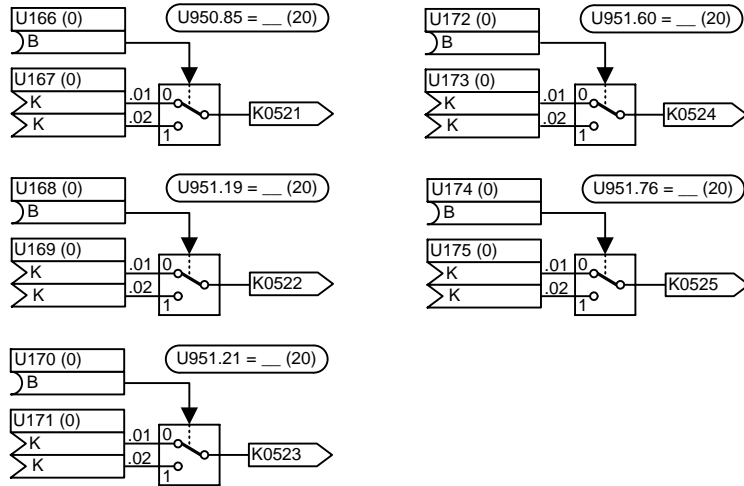 U166 (0)
B
U950.85 = __ (20)
U167 (0)
K
K
.01
.02
0
1
K0521
U168 (0)
B
U951.19 = __ (20)
U169 (0)
K
K
.01
.02
0
1
K0522
U170 (0)
B
U951.21 = __ (20)
U171 (0)
K
K
.01
.02
0
1
K0523
U172 (0)
B
U951.60 = __ (20)
U173 (0)
K
K
.01
.02
0
1
K0524
U174 (0)
B
U951.76 = __ (20)
U175 (0)
K
K
.01
.02
0
1
K0525